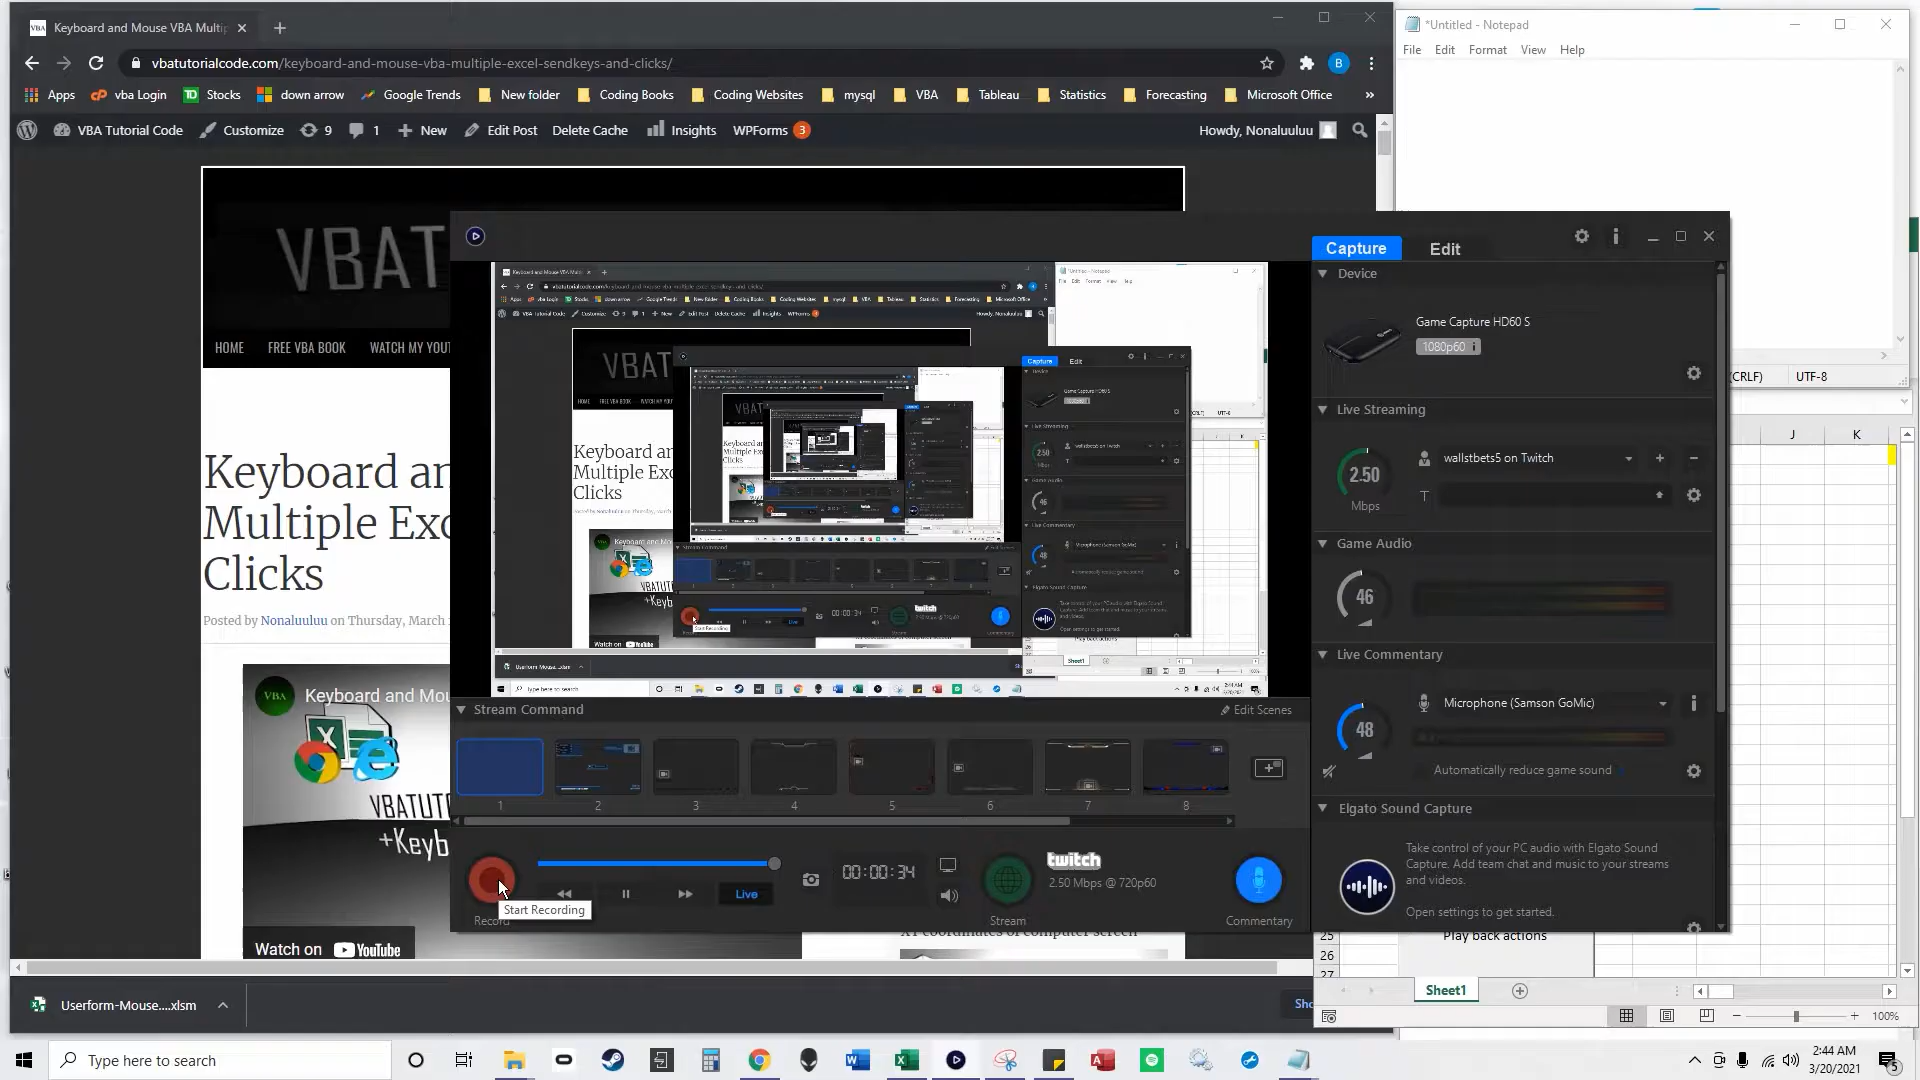 Keyboard and Mouse VBA Multip
vbatutorialcode.com/keyboard-and-mouse-vba-multiple-excel-sendkeys-and-clicks/
B
Apps vba Login Stocks down arrow Google Trends New folder Coding Books Coding Websites mysql VBA Tableau Statistics Forecasting Microsoft Office »
VBA Tutorial Code Customize 9 1 New Edit Post Delete Cache Insights WPForms 3 Howdy, Nonaluuluu
*Untitled - Notepad
File Edit Format View Help
(CRLF) UTF-8
VBAT
HOME FREE VBA BOOK WATCH MY YOUT
Keyboard an
Multiple Exc
Clicks
Posted by Nonaluuluu on Thursday, March
VBA Keyboard and Mou
VBATUT
+Keyb
Watch on YouTube
XY coordinates of computer screen
Userform-Mouse....xlsm
Sho
Capture Edit
Device
Game Capture HD60 S
1080p60 i
Live Streaming
2.50
Mbps
wallstbets5 on Twitch
T
Game Audio
46
Live Commentary
48
Microphone (Samson GoMic)
Automatically reduce game sound
Elgato Sound Capture
Take control of your PC audio with Elgato Sound
Capture. Add team chat and music to your streams
and videos.
Open settings to get started.
Stream Command Edit Scenes
1 2 3 4 5 6 7 8
Record
Start Recording
Live
00:00:34
Stream
twitch
2.50 Mbps @ 720p60
Commentary
J K
25
26
27
Play back actions
Sheet1
100%
Type here to search
2:44 AM
3/20/2021
5